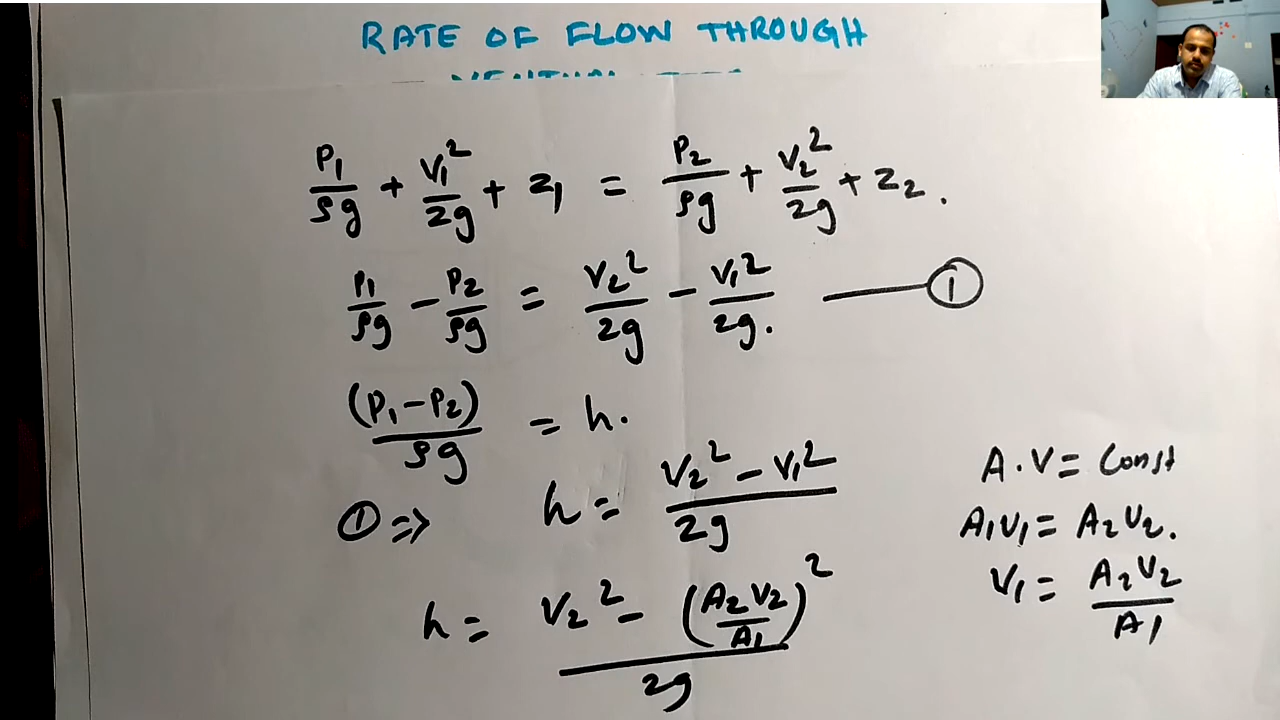 RATE OF FLOW THROUGH
P₁/ρg + V₁²/2g + Z₁ = P₂/ρg + V₂²/2g + Z₂.
P₁/ρg - P₂/ρg = V₂²/2g - V₁²/2g. —— ①
(P₁-P₂)/ρg = h.
① => h = (V₂² - V₁²)/2g
h = (V₂² - (A₂V₂/A₁)²)/2g
A.V = Const
A₁V₁ = A₂V₂.
V₁ = A₂V₂/A₁